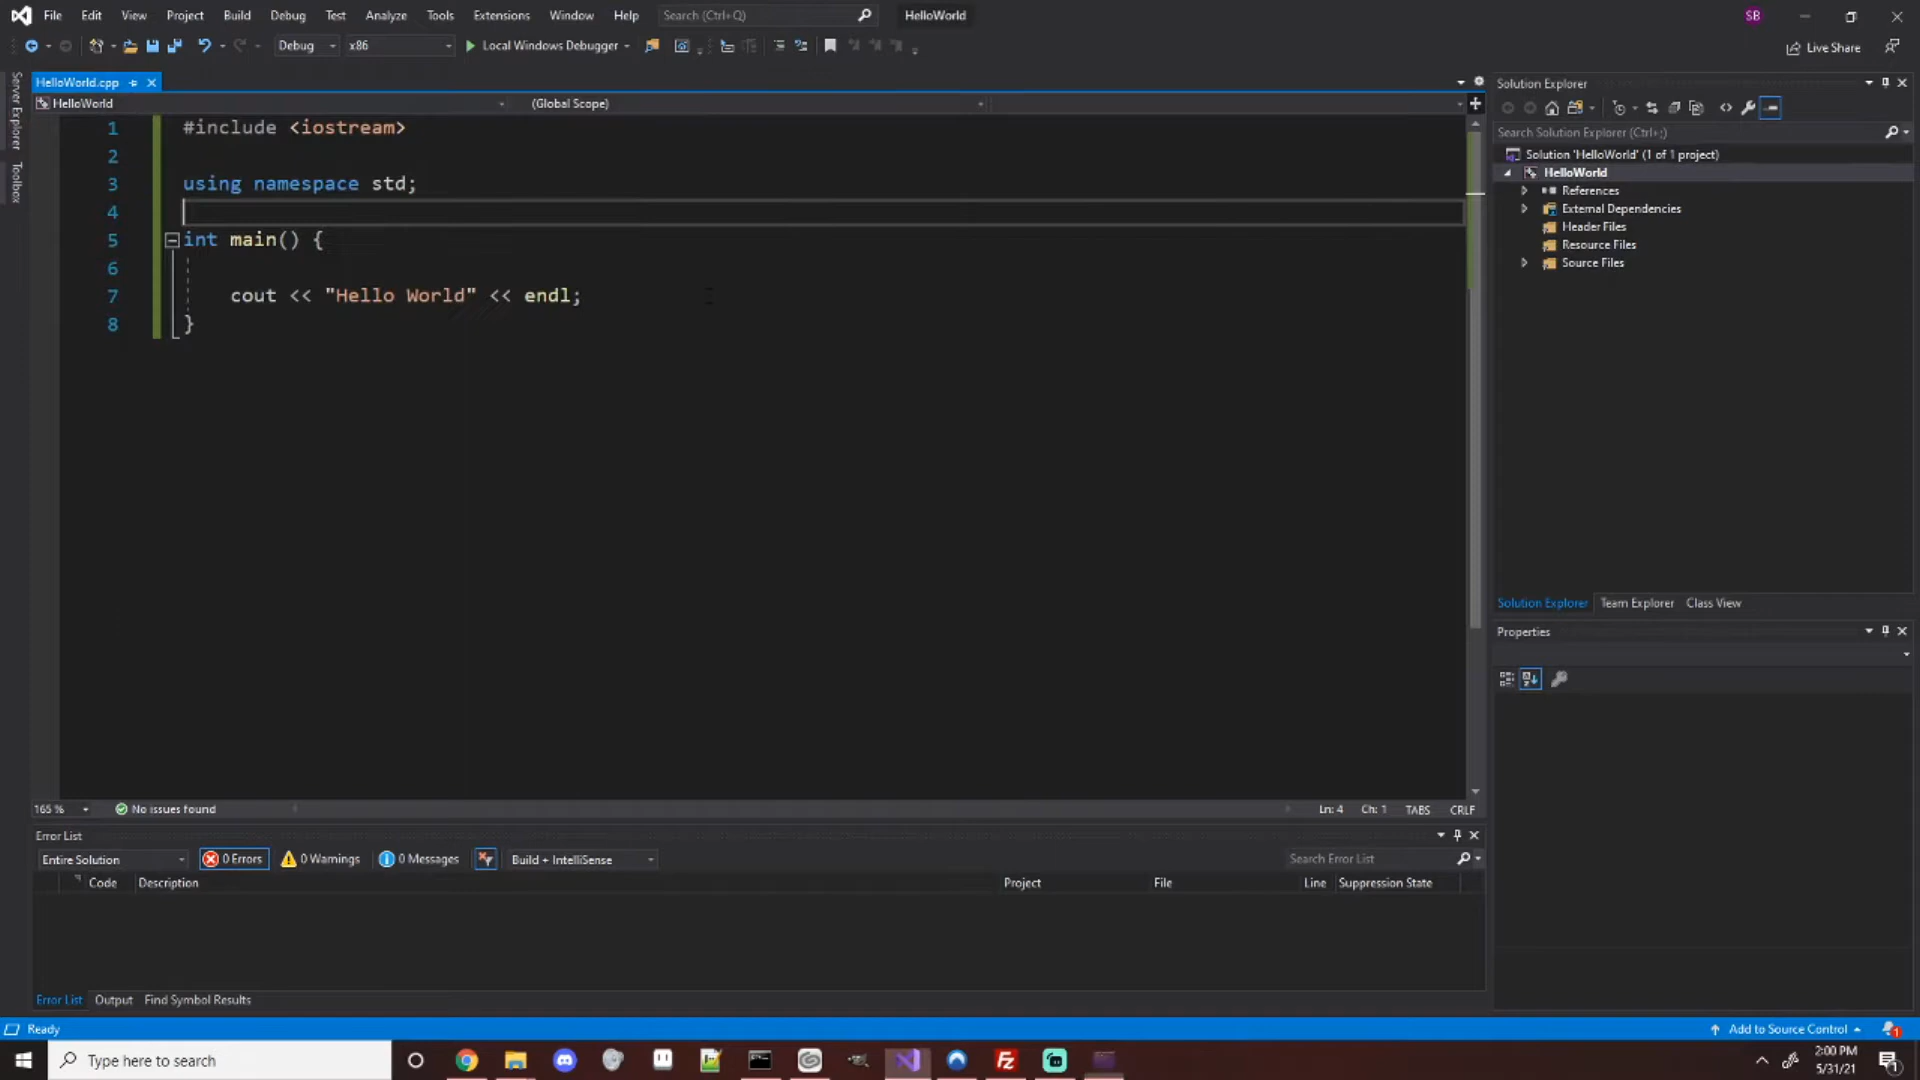 File Edit View Project Build Debug Test Analyze Tools Extensions Window Help Search (Ctrl+Q) HelloWorld SB
Debug x86 Local Windows Debugger Live Share
Server Explorer
Toolbox
HelloWorld.cpp
HelloWorld (Global Scope)
1 #include <iostream>
2
3 using namespace std;
4
5 int main() {
6
7 cout << "Hello World" << endl;
8 }
165 % No issues found Ln: 4 Ch: 1 TABS CRLF
Solution Explorer
Search Solution Explorer (Ctrl+;)
Solution 'HelloWorld' (1 of 1 project)
HelloWorld
References
External Dependencies
Header Files
Resource Files
Source Files
Solution Explorer Team Explorer Class View
Properties
Error List
Entire Solution 0 Errors 0 Warnings 0 Messages Build + IntelliSense Search Error List
Code Description Project File Line Suppression State
Error List Output Find Symbol Results
Ready Add to Source Control 1
Type here to search 2:00 PM
5/31/21